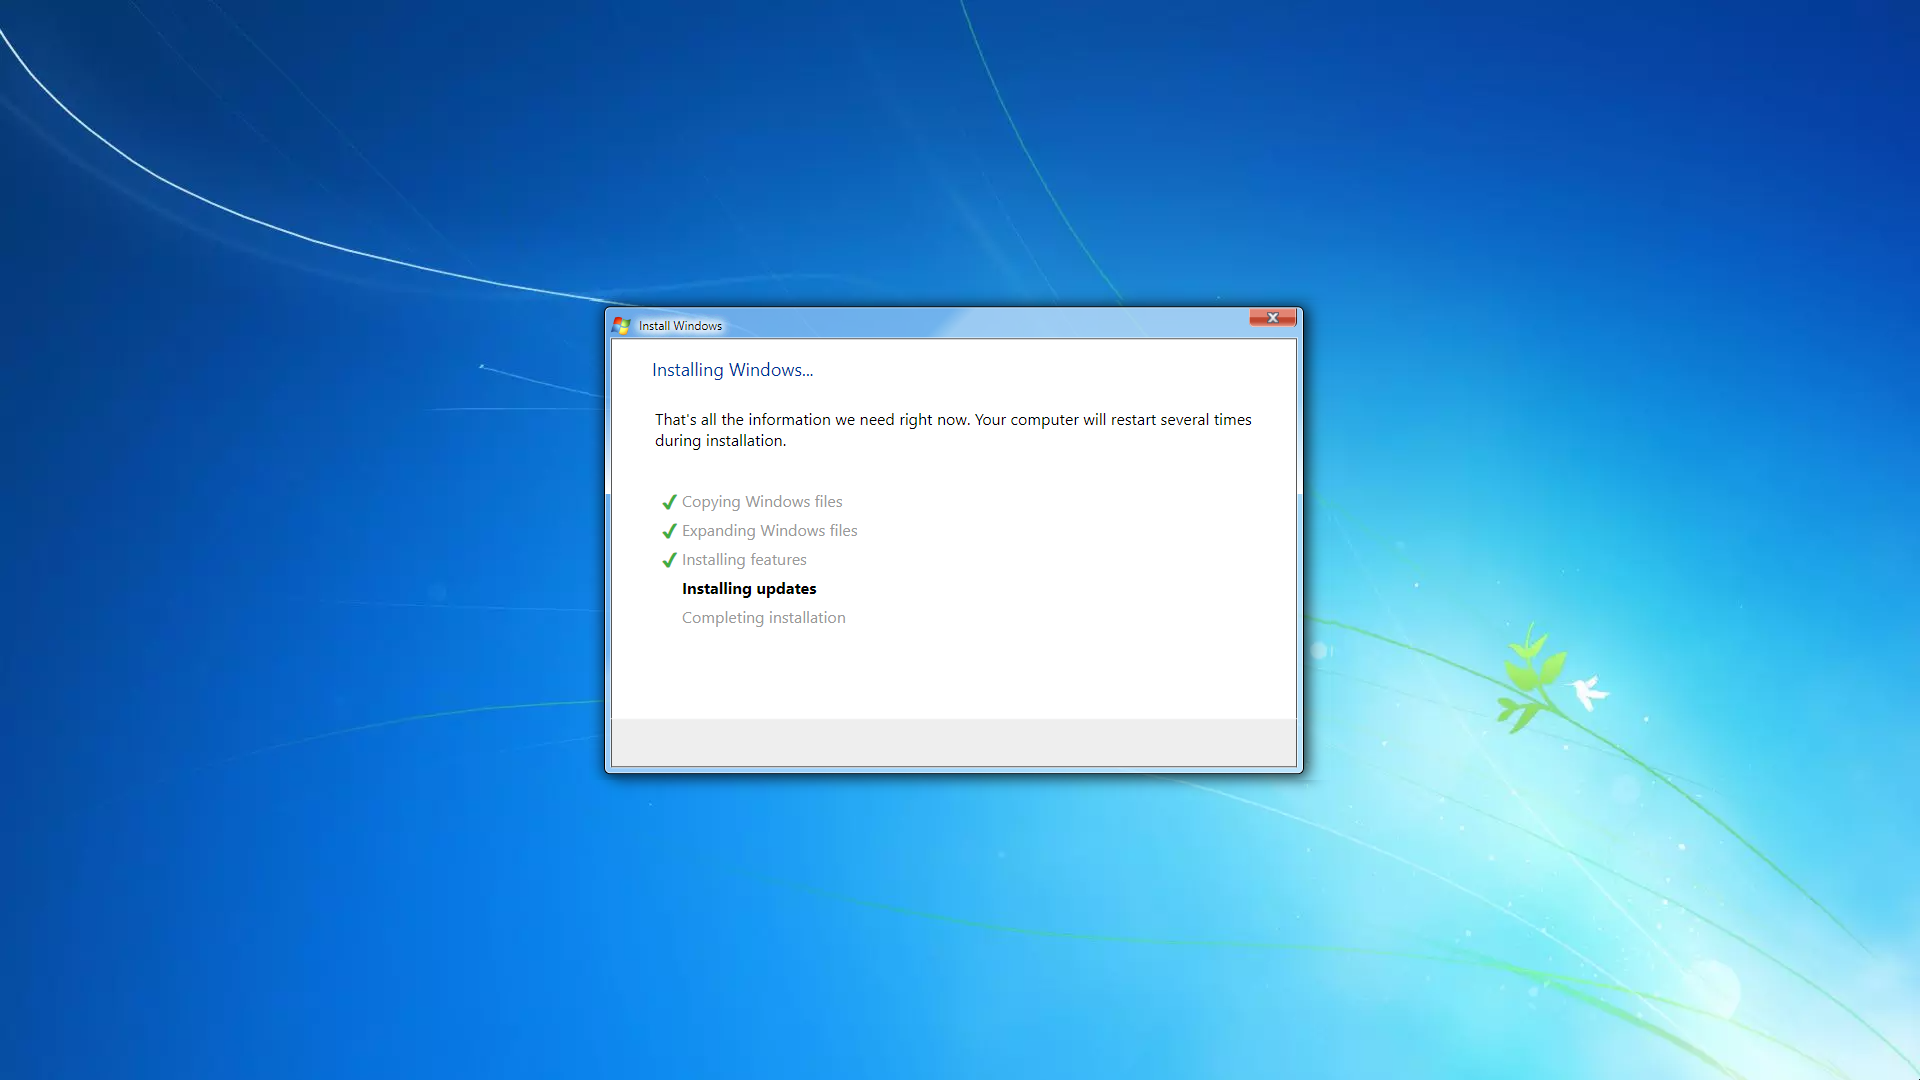 Install Windows
Installing Windows...
That's all the information we need right now. Your computer will restart several times
during installation.
Copying Windows files
Expanding Windows files
Installing features
Installing updates
Completing installation